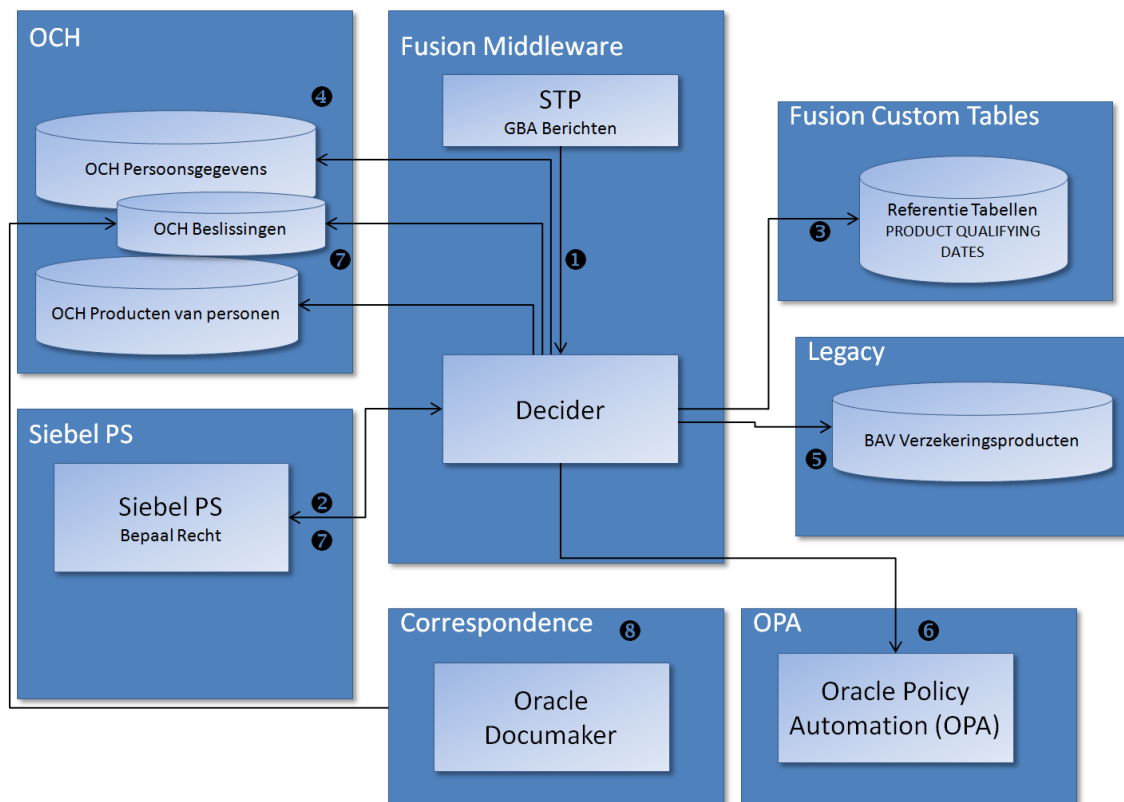 OCH
❹
OCH Persoonsgegevens
OCH Beslissingen
❼
OCH Producten van personen
Fusion Middleware
STP
GBA Berichten
❶
Decider
Fusion Custom Tables
Referentie Tabellen
PRODUCT QUALIFYING
DATES
❸
Legacy
BAV Verzekeringsproducten
❺
Siebel PS
Siebel PS
Bepaal Recht
❷
❼
Correspondence
❽
Oracle
Documaker
OPA
❻
Oracle Policy
Automation (OPA)